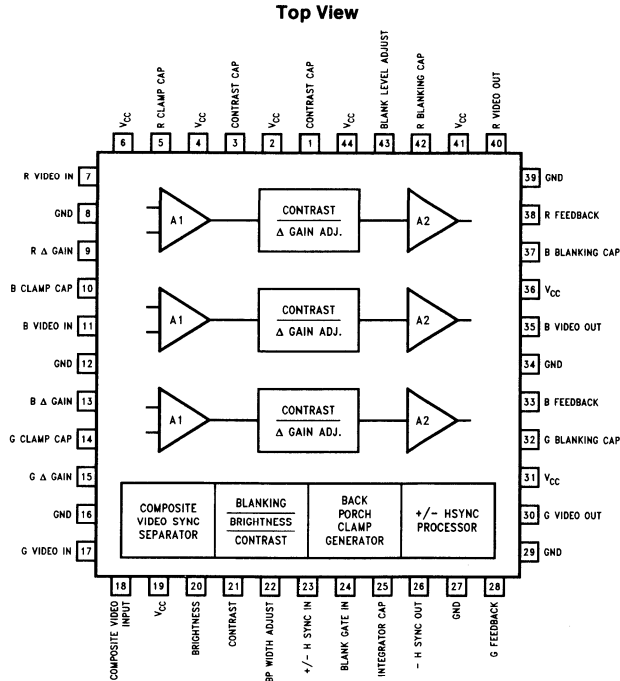 Top View
VCC
R CLAMP CAP
VCC
CONTRAST CAP
VCC
CONTRAST CAP
VCC
BLANK LEVEL ADJUST
R BLANKING CAP
VCC
R VIDEO OUT
6 5 4 3 2 1 44 43 42 41 40
R VIDEO IN 7
GND 8
R Δ GAIN 9
B CLAMP CAP 10
B VIDEO IN 11
GND 12
B Δ GAIN 13
G CLAMP CAP 14
G Δ GAIN 15
GND 16
G VIDEO IN 17
A1
CONTRAST
Δ GAIN ADJ.
A2
A1
CONTRAST
Δ GAIN ADJ.
A2
A1
CONTRAST
Δ GAIN ADJ.
A2
COMPOSITE
VIDEO SYNC
SEPARATOR
BLANKING
BRIGHTNESS
CONTRAST
BACK
PORCH
CLAMP
GENERATOR
+/- HSYNC
PROCESSOR
39 GND
38 R FEEDBACK
37 B BLANKING CAP
36 VCC
35 B VIDEO OUT
34 GND
33 B FEEDBACK
32 G BLANKING CAP
31 VCC
30 G VIDEO OUT
29 GND
18 19 20 21 22 23 24 25 26 27 28
COMPOSITE VIDEO
INPUT
VCC
BRIGHTNESS
CONTRAST
BP WIDTH ADJUST
+/- H SYNC IN
BLANK GATE IN
INTEGRATOR CAP
- H SYNC OUT
GND
G FEEDBACK